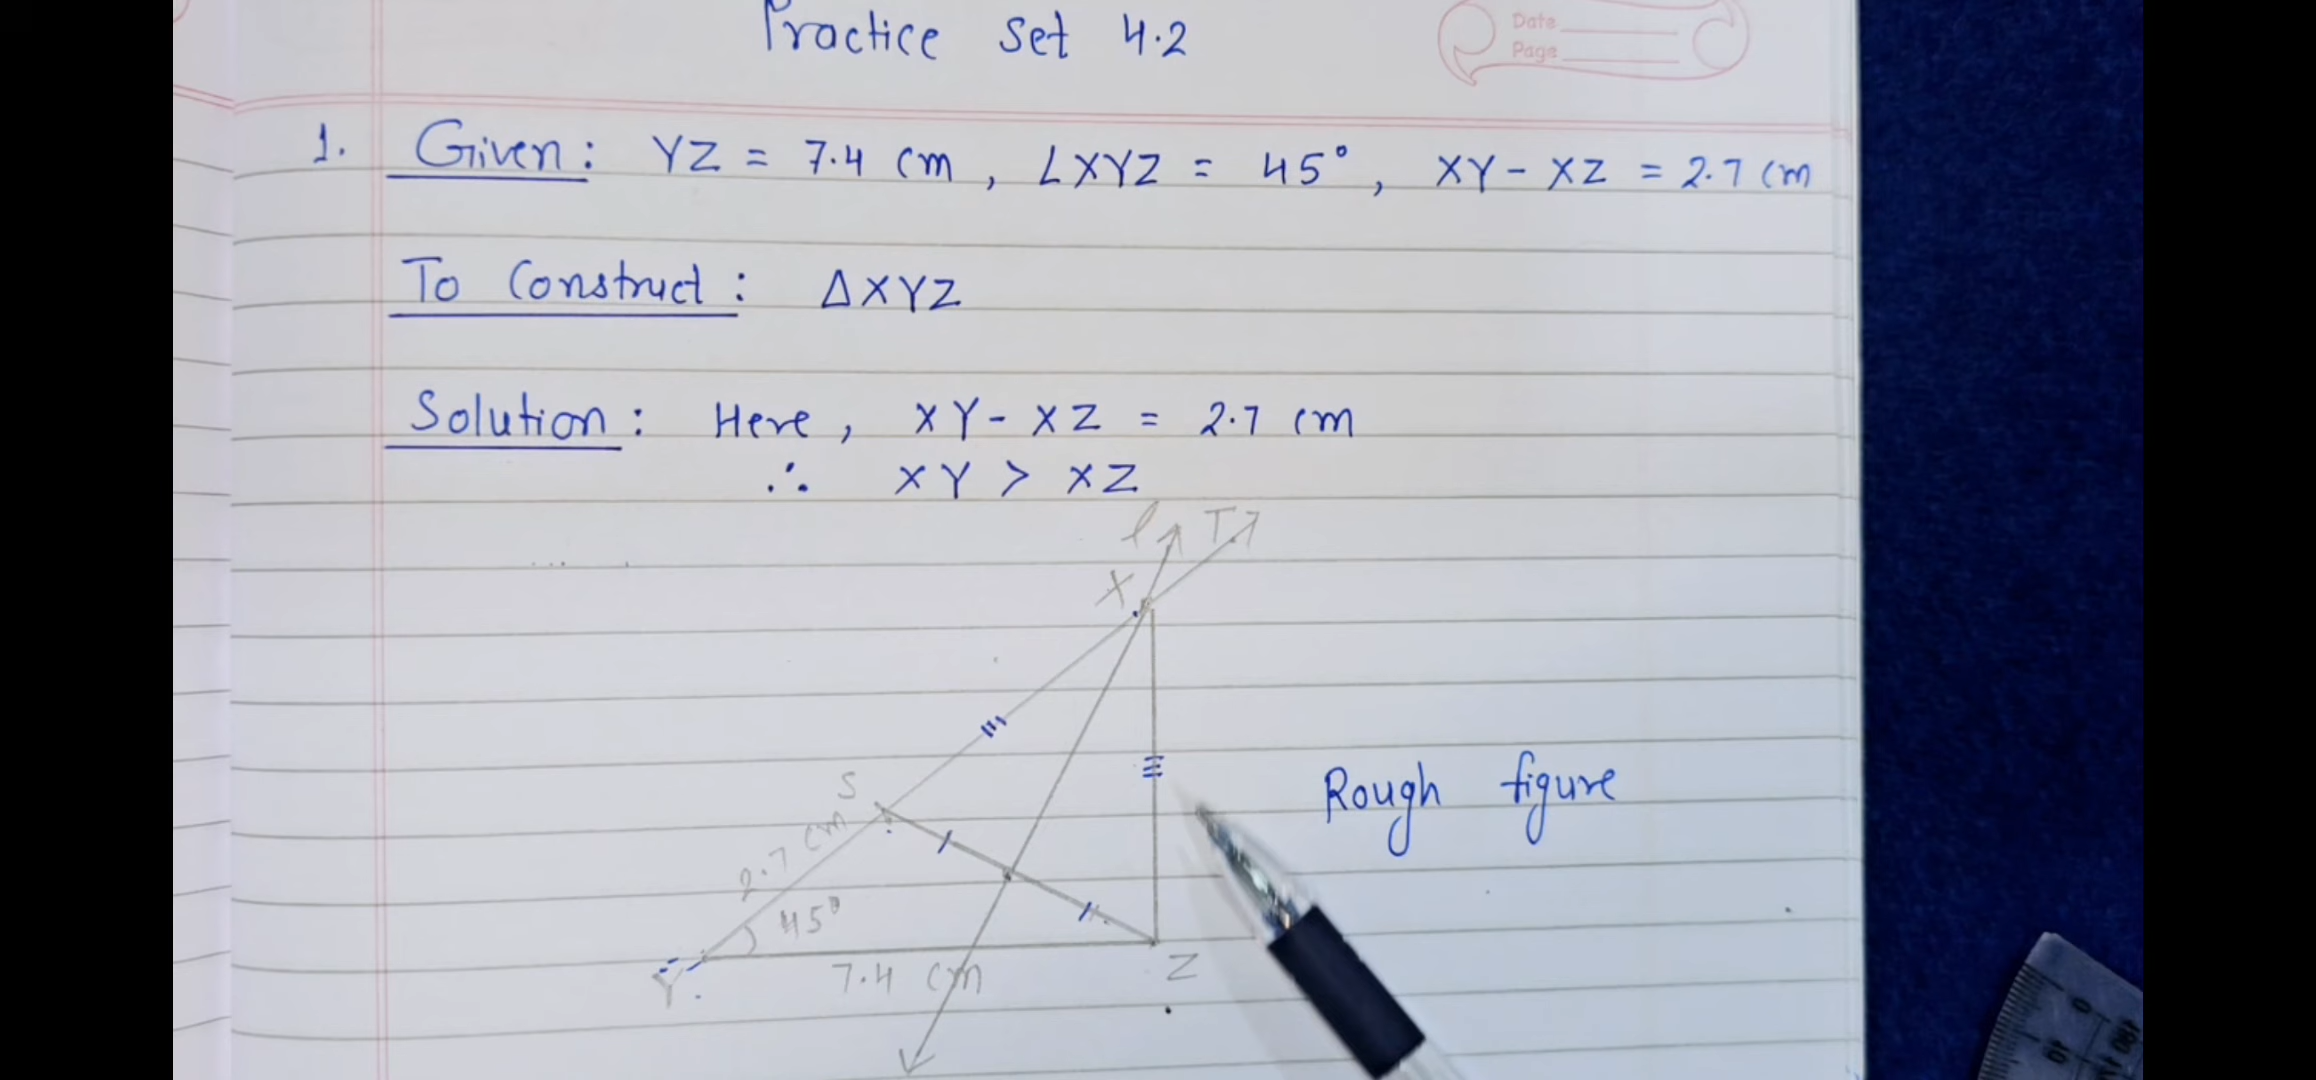 Practice Set 4.2
Date
Page
1. Given: YZ = 7.4 cm, ∠XYZ = 45°, XY - XZ = 2.7 cm
To Construct: ΔXYZ
Solution: Here, XY - XZ = 2.7 cm
∴ XY > XZ
l T
X
S
2.7 cm
45°
Y
7.4 cm
Z
Rough figure
0